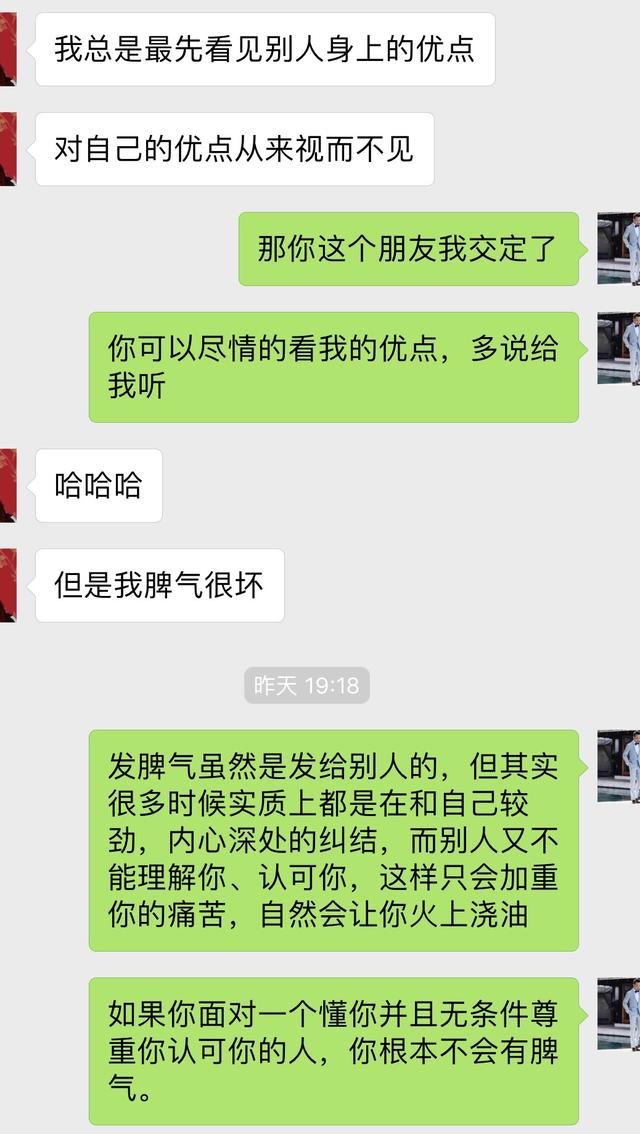 我总是最先看见别人身上的优点
对自己的优点从来视而不见
那你这个朋友我交定了
你可以尽情的看我的优点，多说给
我听
哈哈哈
但是我脾气很坏
昨天 19:18
发脾气虽然是发给别人的，但其实
很多时候实质上都是在和自己较
劲，内心深处的纠结，而别人又不
能理解你、认可你，这样只会加重
你的痛苦，自然会让你火上浇油
如果你面对一个懂你并且无条件尊
重你认可你的人，你根本不会有脾
气。